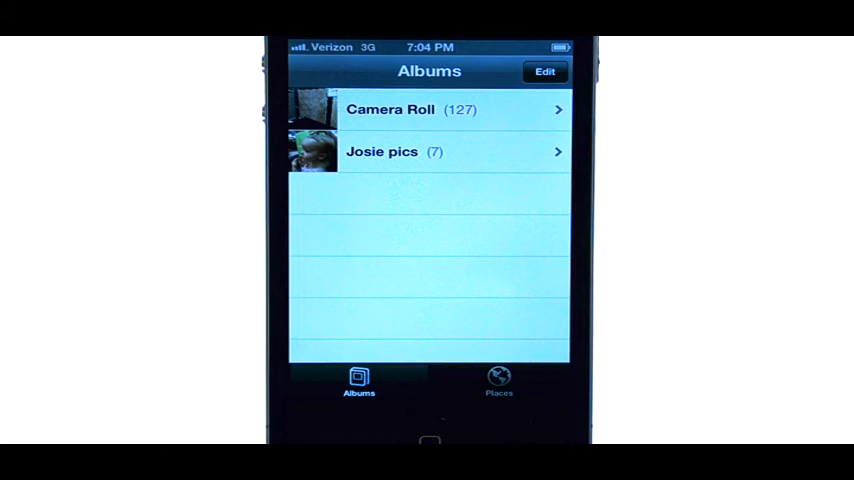 Verizon 3G 7:04 PM
Albums Edit
Camera Roll (127)
Josie pics (7)
Albums Places